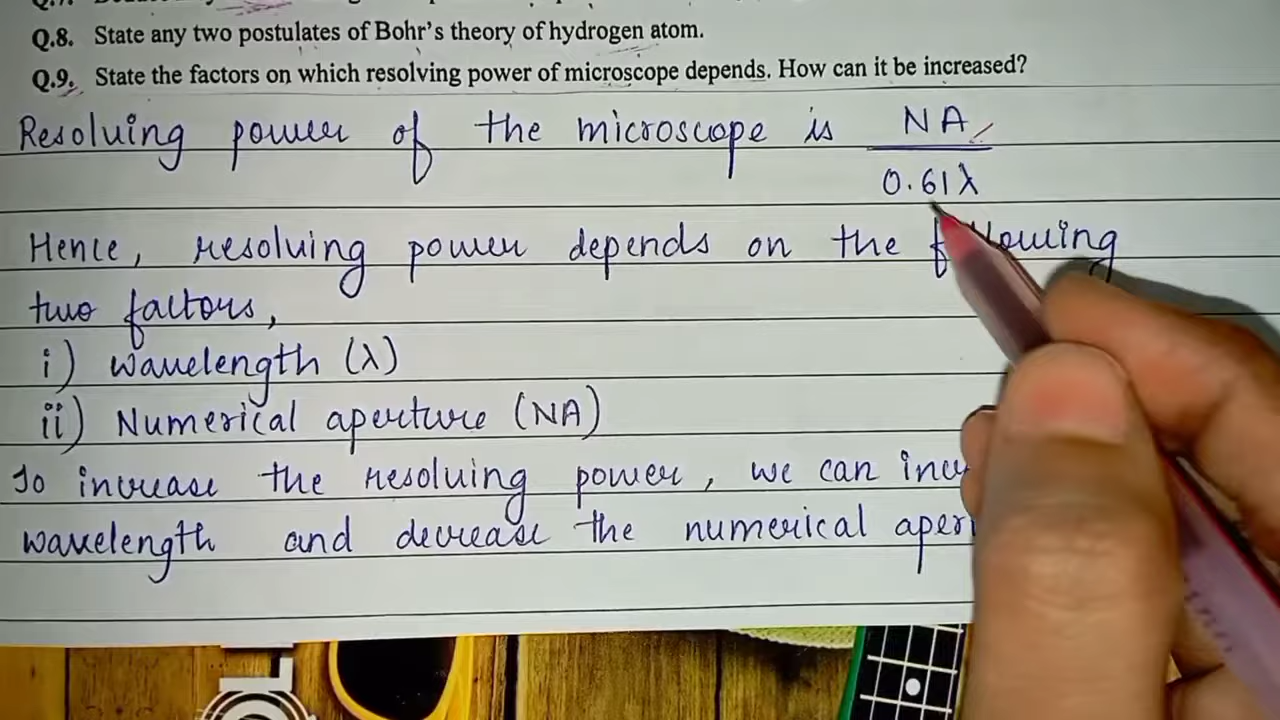 Q.8. State any two postulates of Bohr's theory of hydrogen atom.
Q.9. State the factors on which resolving power of microscope depends. How can it be increased?
Resolving power of the microscope is NA
0.61λ
Hence, resolving power depends on the following
two factors,
i) Wavelength (λ)
ii) Numerical aperture (NA)
To increase the resolving power, we can
wavelength and decrease the numerical